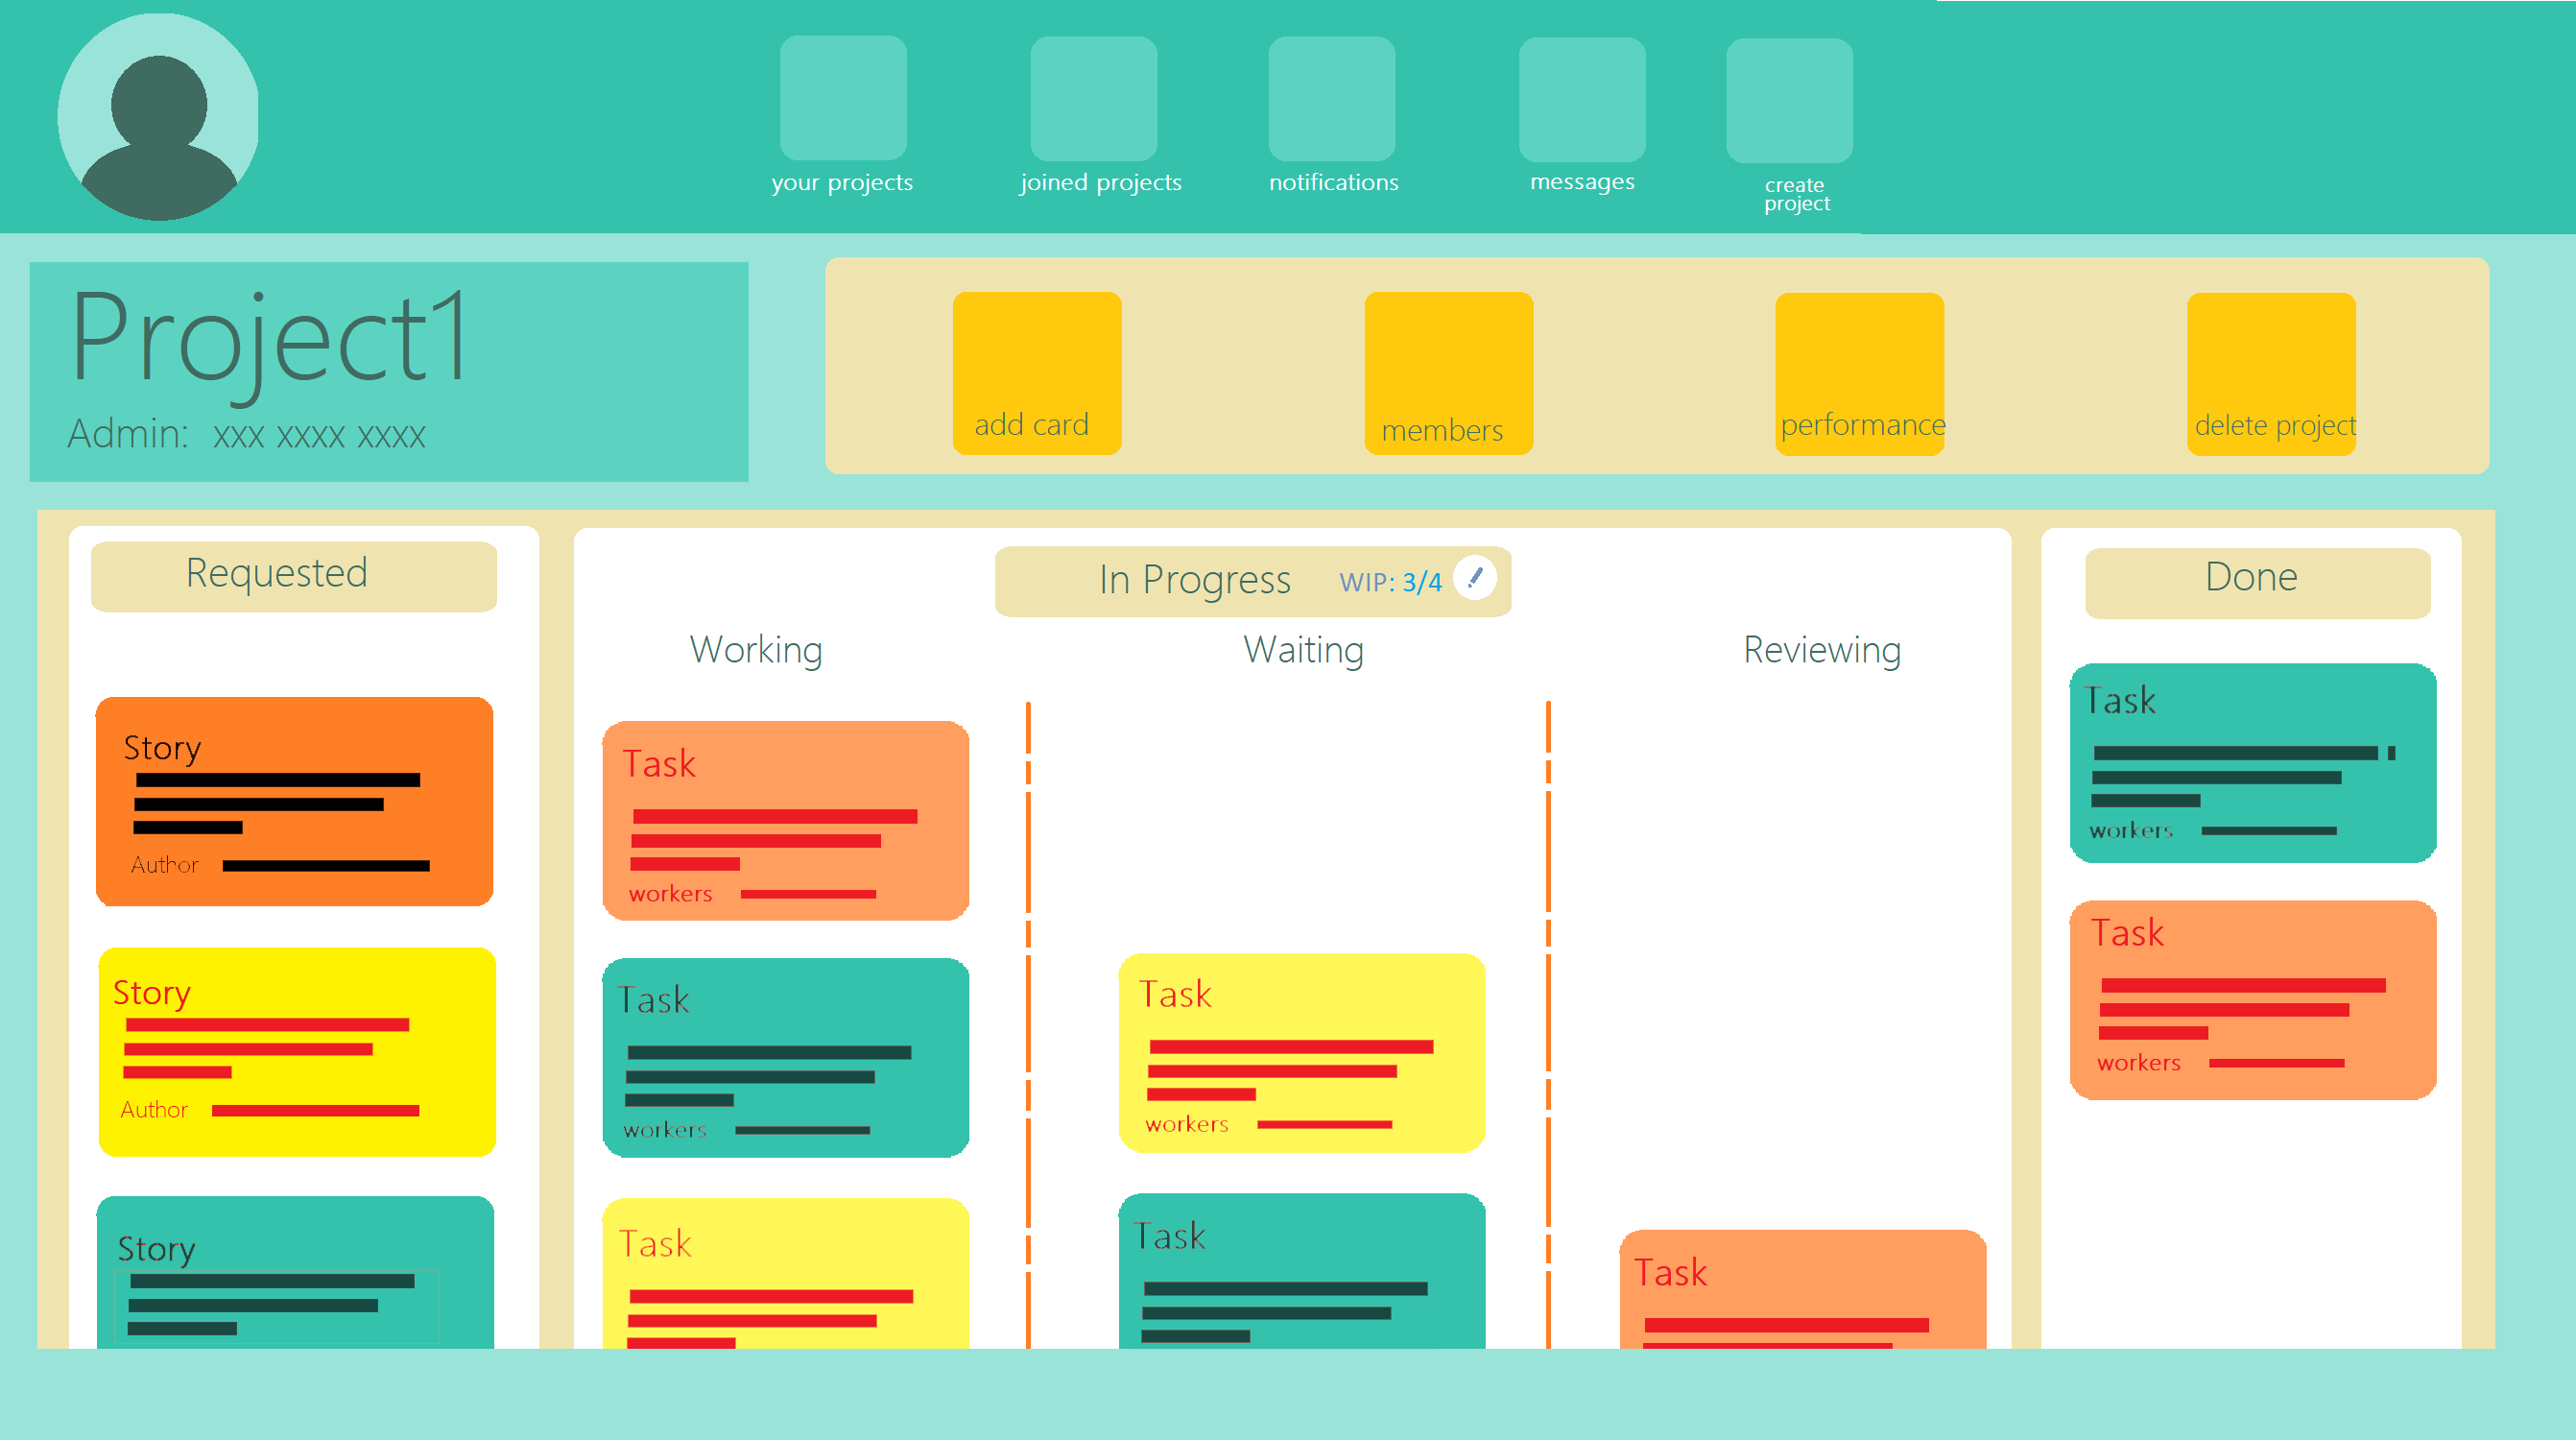 your projects
joined projects
notifications
messages
create
project
Project1
Admin: xxx xxxx xxxx
add card
members
performance
delete project
Requested
Story
Author
Story
Author
Story
In Progress WIP: 3/4
Working
Waiting
Reviewing
Task
workers
Task
workers
Task
Task
workers
Task
Task
Done
Task
workers
Task
workers